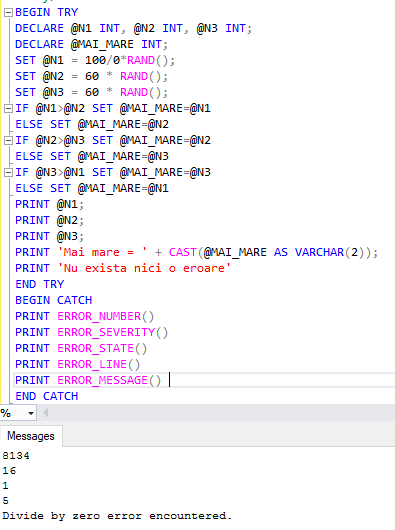 BEGIN TRY
DECLARE @N1 INT, @N2 INT, @N3 INT;
DECLARE @MAI_MARE INT;
SET @N1 = 100/0*RAND();
SET @N2 = 60 * RAND();
SET @N3 = 60 * RAND();
IF @N1>@N2 SET @MAI_MARE=@N1
ELSE SET @MAI_MARE=@N2
IF @N2>@N3 SET @MAI_MARE=@N2
ELSE SET @MAI_MARE=@N3
IF @N3>@N1 SET @MAI_MARE=@N3
ELSE SET @MAI_MARE=@N1
PRINT @N1;
PRINT @N2;
PRINT @N3;
PRINT 'Mai mare = ' + CAST(@MAI_MARE AS VARCHAR(2));
PRINT 'Nu exista nici o eroare'
END TRY
BEGIN CATCH
PRINT ERROR_NUMBER()
PRINT ERROR_SEVERITY()
PRINT ERROR_STATE()
PRINT ERROR_LINE()
PRINT ERROR_MESSAGE()
END CATCH
%
Messages
8134
16
1
5
Divide by zero error encountered.